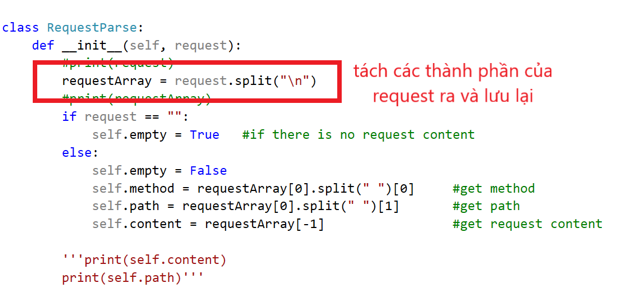 class RequestParse:
    def __init__(self, request):
        #print(request)
        requestArray = request.split("\n")
        #print(requestArray)
        if request == "":
            self.empty = True   #if there is no request content
        else:
            self.empty = False
            self.method = requestArray[0].split(" ")[0]     #get method
            self.path = requestArray[0].split(" ")[1]       #get path
            self.content = requestArray[-1]                 #get request content

        '''print(self.content)
        print(self.path)'''
tách các thành phần của
request ra và lưu lại